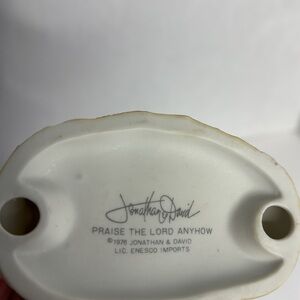 Jonathan & David
PRAISE THE LORD ANYHOW
©1976 JONATHAN & DAVID
LIC. ENESCO IMPORTS